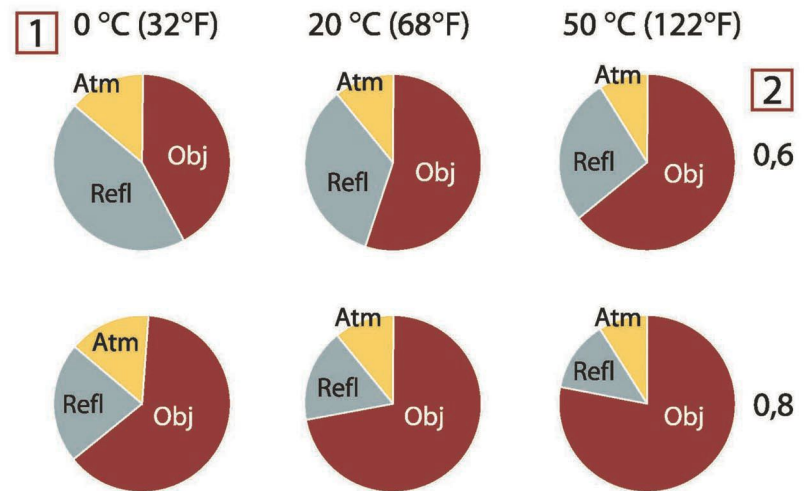 1 0 °C (32°F) 20 °C (68°F) 50 °C (122°F)
Atm Atm Atm
2
Obj Refl Obj Refl Obj Refl 0,6
Atm Atm Atm
Refl Obj Refl Obj Refl Obj 0,8